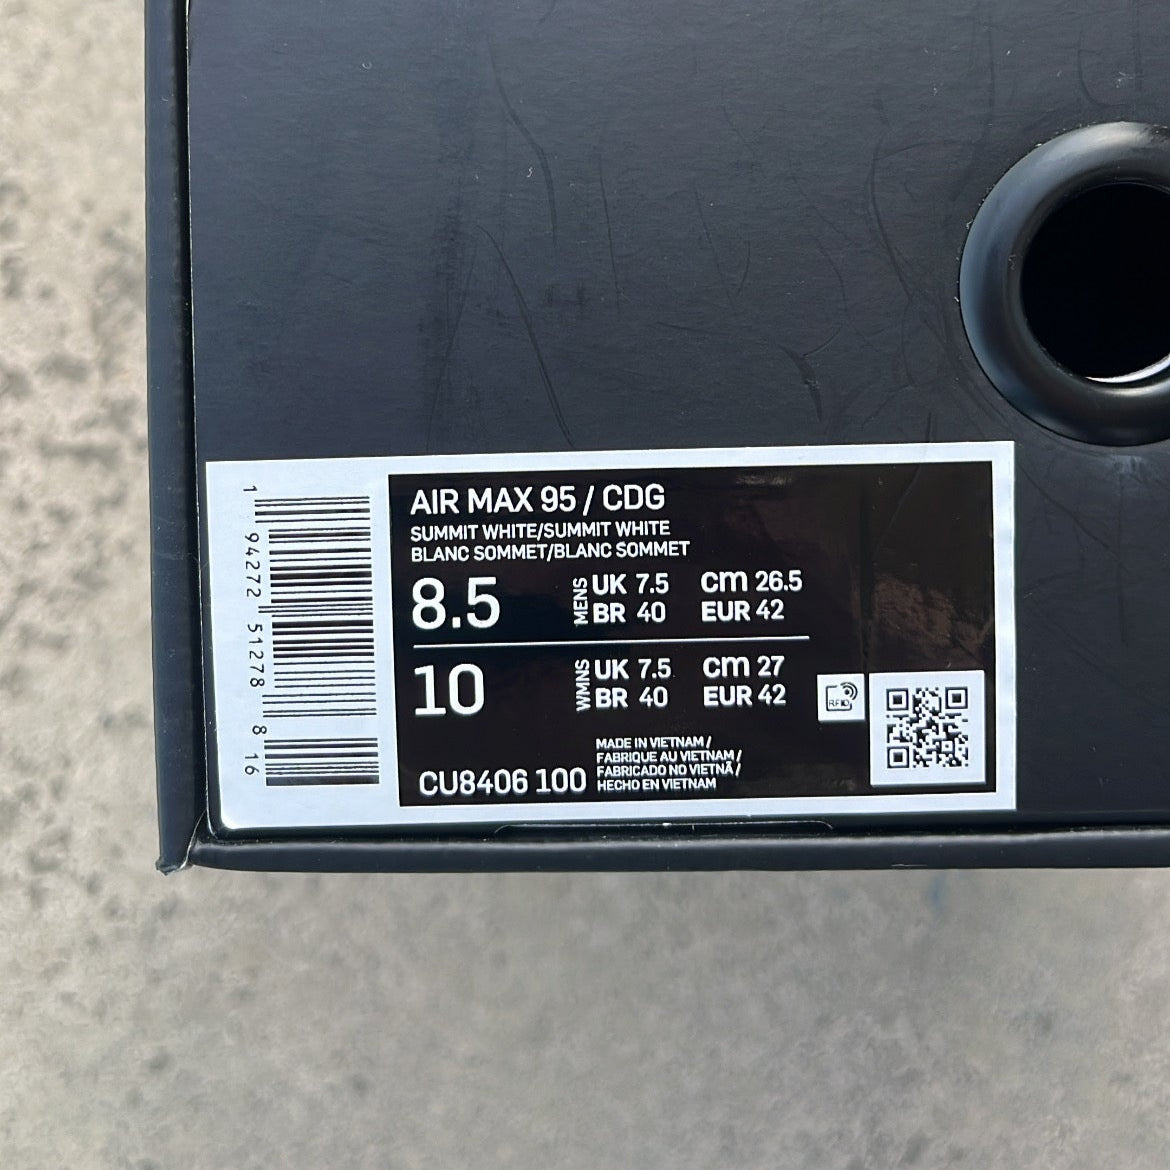 1 94272 51278 8 16
AIR MAX 95 / CDG
SUMMIT WHITE/SUMMIT WHITE
BLANC SOMMET/BLANC SOMMET
8.5 MENS UK 7.5 cm 26.5
BR 40 EUR 42
10 WMNS UK 7.5 cm 27
BR 40 EUR 42
RFID
MADE IN VIETNAM /
FABRIQUE AU VIETNAM /
FABRICADO NO VIETNÃ /
HECHO EN VIETNAM
CU8406 100